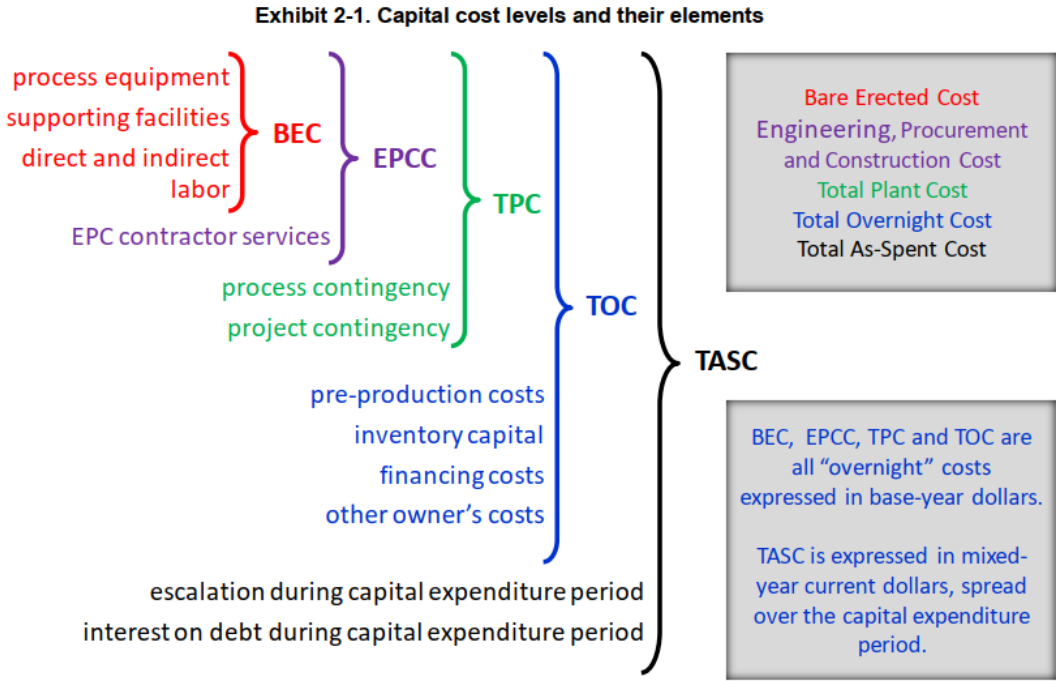 Exhibit 2-1. Capital cost levels and their elements
process equipment
supporting facilities
direct and indirect
labor
BEC
EPC contractor services
EPCC
process contingency
project contingency
TPC
pre-production costs
inventory capital
financing costs
other owner's costs
TOC
escalation during capital expenditure period
interest on debt during capital expenditure period
TASC
Bare Erected Cost
Engineering, Procurement
and Construction Cost
Total Plant Cost
Total Overnight Cost
Total As-Spent Cost
BEC, EPCC, TPC and TOC are
all “overnight” costs
expressed in base-year dollars.
TASC is expressed in mixed-
year current dollars, spread
over the capital expenditure
period.